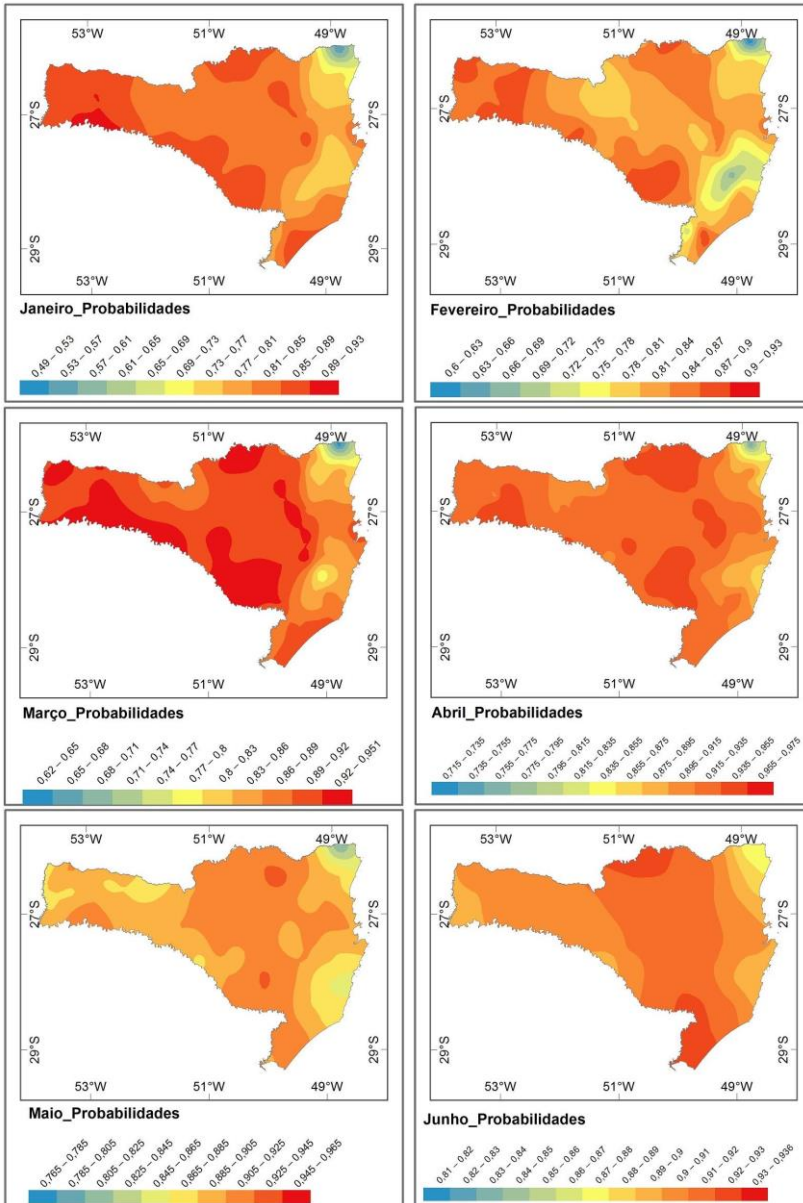 53°W 51°W 49°W
27°S 27°S
29°S 29°S
53°W 51°W 49°W
Janeiro_Probabilidades
0,49 – 0,53 0,53 – 0,57 0,57 – 0,61 0,61 – 0,65 0,65 – 0,69 0,69 – 0,73 0,73 – 0,77 0,77 – 0,81 0,81 – 0,85 0,85 – 0,89 0,89 – 0,93
53°W 51°W 49°W
27°S 27°S
29°S 29°S
53°W 51°W 49°W
Fevereiro_Probabilidades
0,6 – 0,63 0,63 – 0,66 0,66 – 0,69 0,69 – 0,72 0,72 – 0,75 0,75 – 0,78 0,78 – 0,81 0,81 – 0,84 0,84 – 0,87 0,87 – 0,9 0,9 – 0,93
53°W 51°W 49°W
27°S 27°S
29°S 29°S
53°W 51°W 49°W
Março_Probabilidades
0,62 – 0,65 0,65 – 0,68 0,68 – 0,71 0,71 – 0,74 0,74 – 0,77 0,77 – 0,8 0,8 – 0,83 0,83 – 0,86 0,86 – 0,89 0,89 – 0,92 0,92 – 0,951
53°W 51°W 49°W
27°S 27°S
29°S 29°S
53°W 51°W 49°W
Abril_Probabilidades
0,715 – 0,735 0,735 – 0,755 0,755 – 0,775 0,775 – 0,795 0,795 – 0,815 0,815 – 0,835 0,835 – 0,855 0,855 – 0,875 0,875 – 0,895 0,895 – 0,915 0,915 – 0,935 0,935 – 0,955 0,955 – 0,975
53°W 51°W 49°W
27°S 27°S
29°S 29°S
53°W 51°W 49°W
Maio_Probabilidades
0,765 – 0,785 0,785 – 0,805 0,805 – 0,825 0,825 – 0,845 0,845 – 0,865 0,865 – 0,885 0,885 – 0,905 0,905 – 0,925 0,925 – 0,945 0,945 – 0,965
53°W 51°W 49°W
27°S 27°S
29°S 29°S
53°W 51°W 49°W
Junho_Probabilidades
0,81 – 0,82 0,82 – 0,83 0,83 – 0,84 0,84 – 0,85 0,85 – 0,86 0,86 – 0,87 0,87 – 0,88 0,88 – 0,89 0,89 – 0,9 0,9 – 0,91 0,91 – 0,92 0,92 – 0,93 0,93 – 0,936